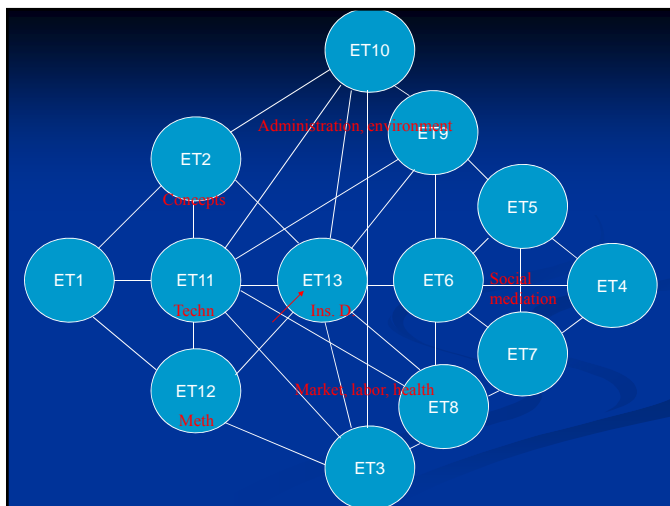 ET10
Administration, environment
ET9
ET2
Concepts
ET5
ET1
ET11
ET13
ET6
Social
mediation
ET4
Techn
Ins. D.
ET7
ET12
Market, labor, health
ET8
Meth
ET3